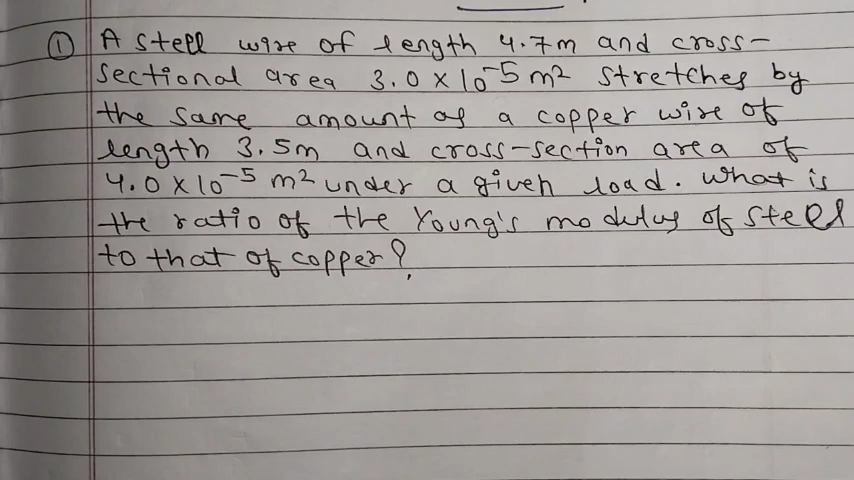 ① A steel wire of length 4.7m and cross-
sectional area 3.0 × 10⁻⁵ m² stretches by
the same amount as a copper wire of
length 3.5m and cross-section area of
4.0 × 10⁻⁵ m² under a given load. What is
the ratio of the Young's modulus of steel
to that of copper?